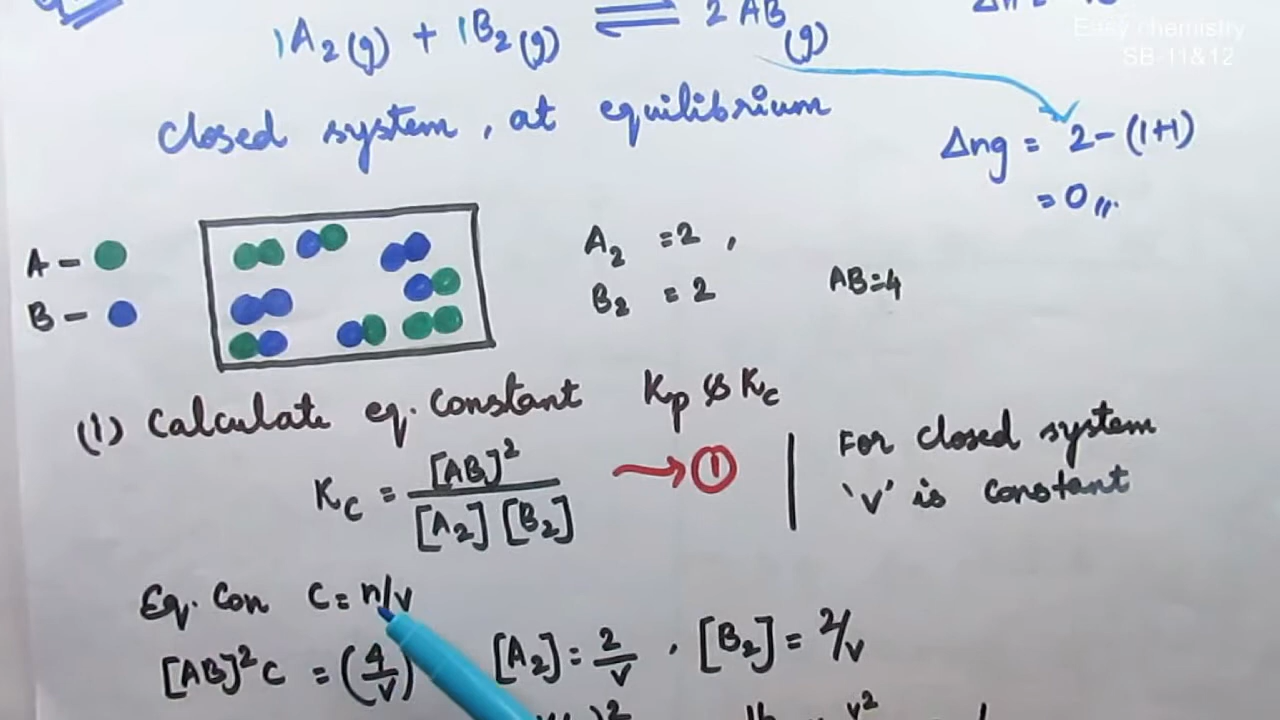 1A₂(g) + 1B₂(g) ⇌ 2 AB(g)
Easy chemistry
SB-11&12
closed system, at equilibrium
Δng = 2-(1+1)
= 0
A -
B -
A₂ = 2 ,
B₂ = 2
AB=4
(1) Calculate eq. constant Kp & Kc
Kc = [AB]² / [A₂] [B₂] → ①
For closed system
'v' is constant
Eq. Con C = n/v
[AB]² C = (4/v) [A₂] = 2/v , [B₂] = 2/v